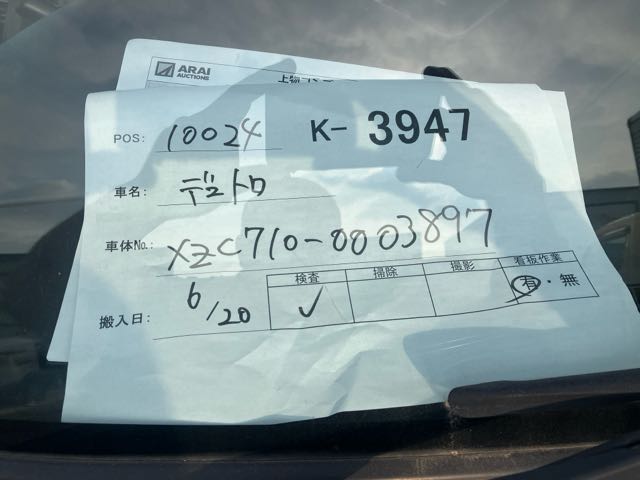 ARAI
AUCTIONS
POS: 10024 K- 3947
車名: デュトロ
車体No.: XZC710-0003897
検査 掃除 撮影 看板作業
搬入日: 6/20 ✓ 有・無